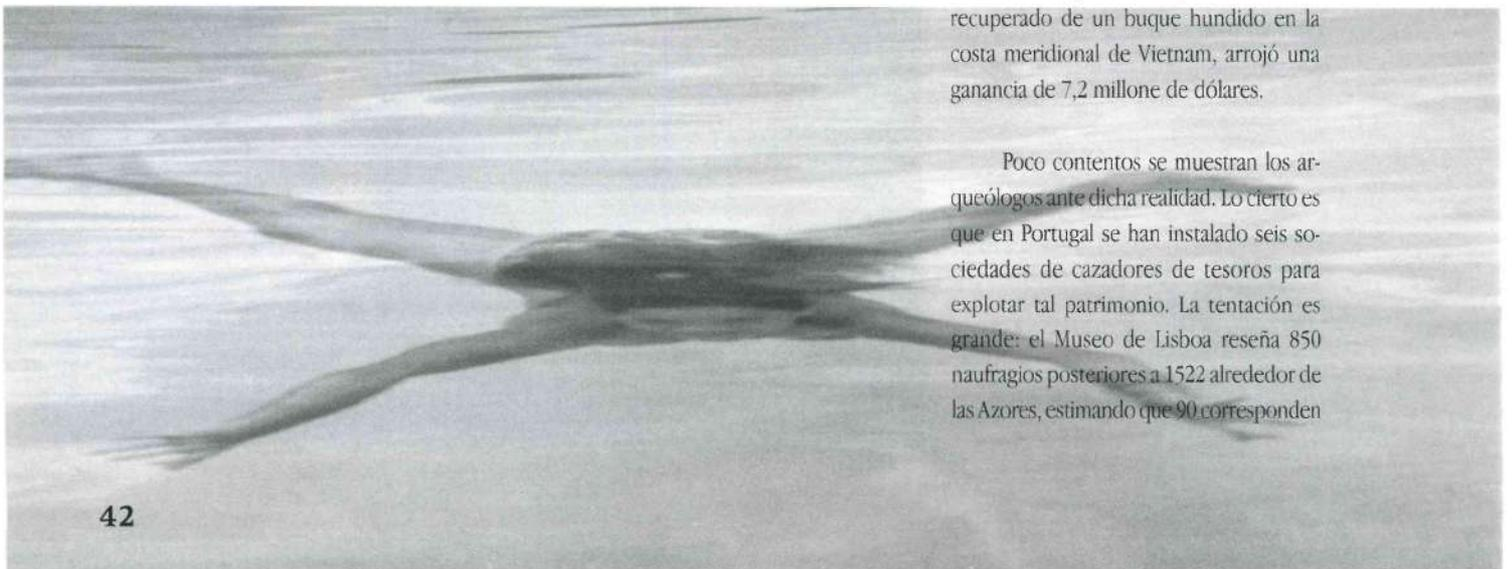 recuperado de un buque hundido en la
costa meridional de Vietnam, arrojó una
ganancia de 7,2 millone de dólares.
Poco contentos se muestran los ar-
queólogos ante dicha realidad. Lo cierto es
que en Portugal se han instalado seis so-
ciedades de cazadores de tesoros para
explotar tal patrimonio. La tentación es
grande: el Museo de Lisboa reseña 850
naufragios posteriores a 1522 alrededor de
las Azores, estimando que 90 corresponden
42